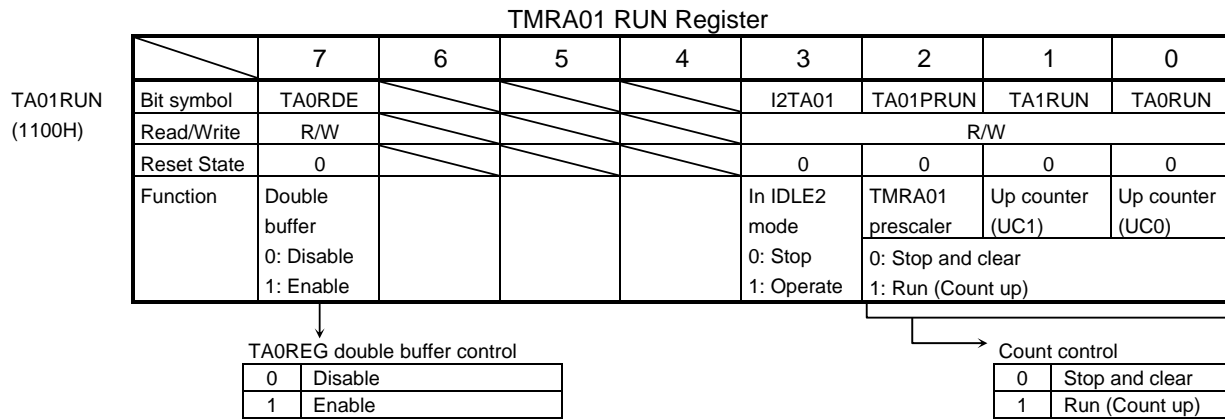 TMRA01 RUN Register
7 6 5 4 3 2 1 0
TA01RUN
(1100H)
Bit symbol TA0RDE I2TA01 TA01PRUN TA1RUN TA0RUN
Read/Write R/W R/W
Reset State 0 0 0 0 0
Function Double In IDLE2 TMRA01 Up counter Up counter
buffer mode prescaler (UC1) (UC0)
0: Disable 0: Stop 0: Stop and clear
1: Enable 1: Operate 1: Run (Count up)
TA0REG double buffer control Count control
0 Disable 0 Stop and clear
1 Enable 1 Run (Count up)